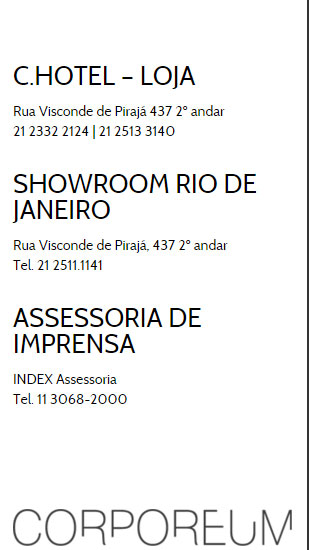 C.HOTEL – LOJA
Rua Visconde de Pirajá 437 2º andar
21 2332 2124 | 21 2513 3140
SHOWROOM RIO DE
JANEIRO
Rua Visconde de Pirajá, 437 2º andar
Tel. 21 2511.1141
ASSESSORIA DE
IMPRENSA
INDEX Assessoria
Tel. 11 3068-2000
CORPOREUM